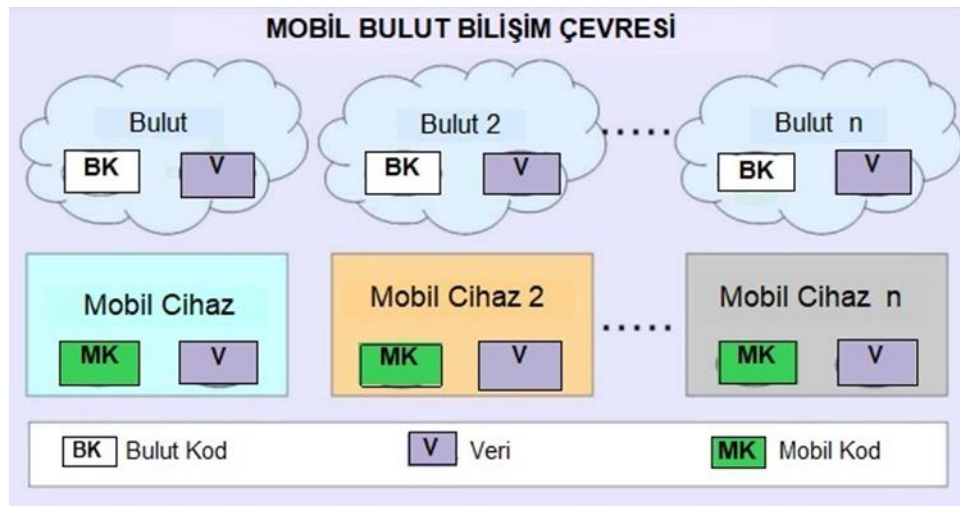 MOBİL BULUT BİLİŞİM ÇEVRESİ
Bulut Bulut 2 ..... Bulut n
BK V BK V BK V
Mobil Cihaz Mobil Cihaz 2 ..... Mobil Cihaz n
MK V MK V MK V
BK Bulut Kod V Veri MK Mobil Kod